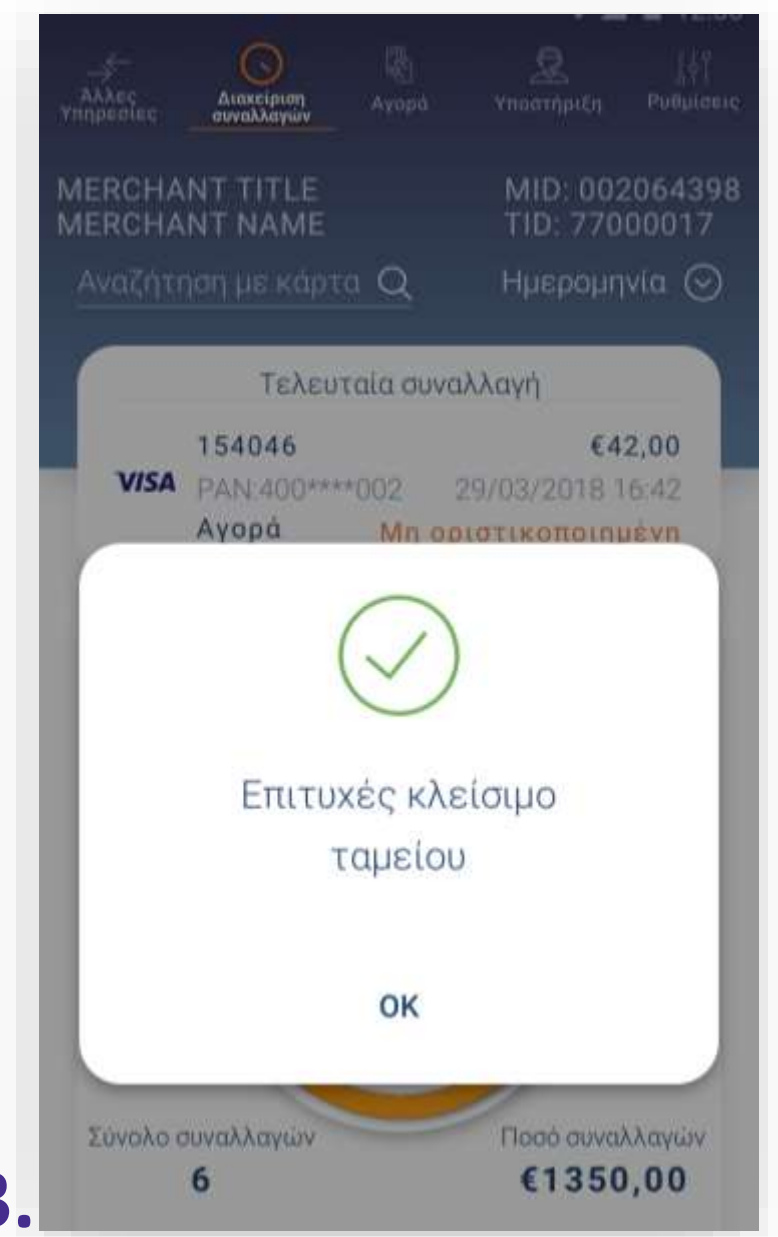 12:30
Άλλες
Υπηρεσίες
Διαχείριση
συναλλαγών
Αγορά
Υποστήριξη
Ρυθμίσεις
MERCHANT TITLE
MID: 002064398
MERCHANT NAME
TID: 77000017
Αναζήτηση με κάρτα
Ημερομηνία
Τελευταία συναλλαγή
154046
€42,00
VISA
PAN:400****002
29/03/2018 16:42
Αγορά
Μη οριστικοποιημένη
Επιτυχές κλείσιμο
ταμείου
OK
Σύνολο συναλλαγών
Ποσό συναλλαγών
6
€1350,00